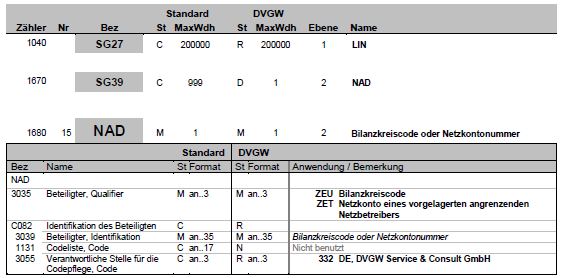 Standard DVGW
Zähler Nr Bez St MaxWdh St MaxWdh Ebene Name
1040 SG27 C 200000 R 200000 1 LIN
1670 SG39 C 999 D 1 2 NAD
1680 15 NAD M 1 M 1 2 Bilanzkreiscode oder Netzkontonummer
Standard DVGW
Bez Name St Format St Format Anwendung / Bemerkung
NAD
3035 Beteiligter, Qualifier M an..3 M an..3 ZEU Bilanzkreiscode
ZET Netzkonto eines vorgelagerten angrenzenden
Netzbetreibers
C082 Identifikation des Beteiligten C R
3039 Beteiligter, Identifikation M an..35 M an..35 Bilanzkreiscode oder Netzkontonummer
1131 Codeliste, Code C an..17 N Nicht benutzt
3055 Verantwortliche Stelle für die C an..3 R an..3 332 DE, DVGW Service & Consult GmbH
Codepflege, Code